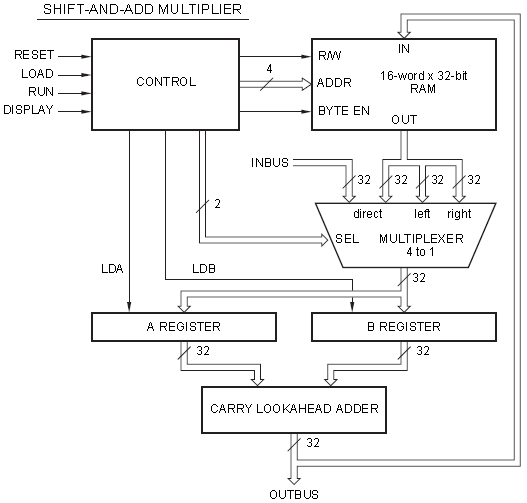 SHIFT-AND-ADD MULTIPLIER
RESET
LOAD
RUN
DISPLAY
CONTROL
4
R/W
ADDR
BYTE EN
IN
16-word x 32-bit
RAM
OUT
INBUS
32
32
32
32
direct
left
right
2
SEL
MULTIPLEXER
4 to 1
32
LDA
LDB
A REGISTER
B REGISTER
32
32
CARRY LOOKAHEAD ADDER
32
OUTBUS